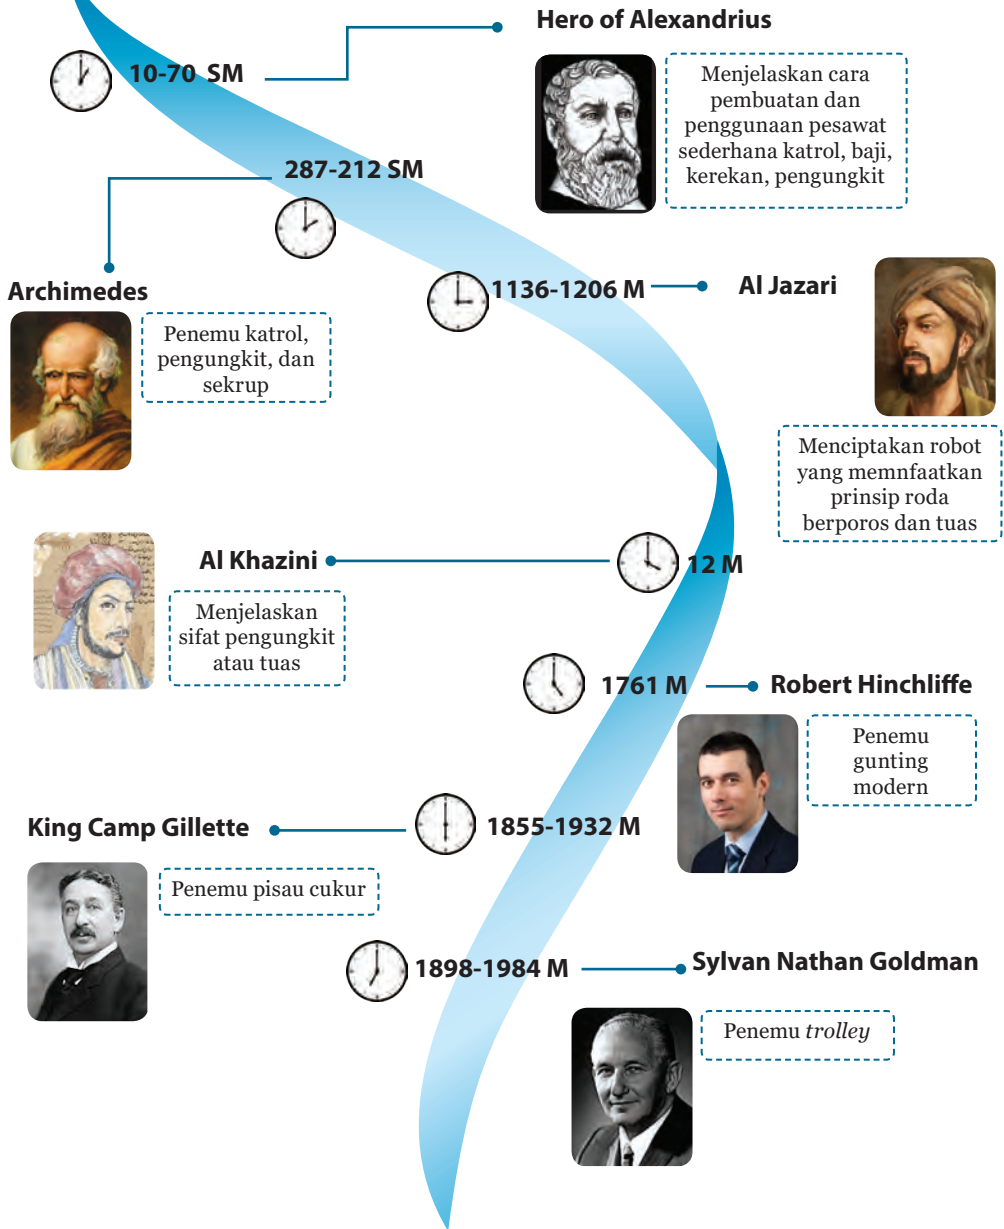 Hero of Alexandrius
10-70 SM
Menjelaskan cara
pembuatan dan
penggunaan pesawat
sederhana katrol, baji,
kerekan, pengungkit
287-212 SM
Archimedes
Penemu katrol,
pengungkit, dan
sekrup
1136-1206 M
Al Jazari
Menciptakan robot
yang memnfaatkan
prinsip roda
berporos dan tuas
Al Khazini
12 M
Menjelaskan
sifat pengungkit
atau tuas
1761 M
Robert Hinchliffe
Penemu
gunting
modern
King Camp Gillette
1855-1932 M
Penemu pisau cukur
1898-1984 M
Sylvan Nathan Goldman
Penemu trolley